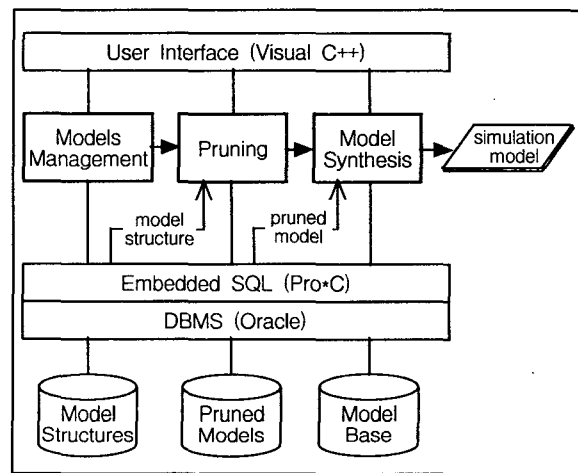 User Interface (Visual C++)
Models
Management
Pruning
Model
Synthesis
simulation
model
model
structure
pruned
model
Embedded SQL (Pro*C)
DBMS (Oracle)
Model
Structures
Pruned
Models
Model
Base